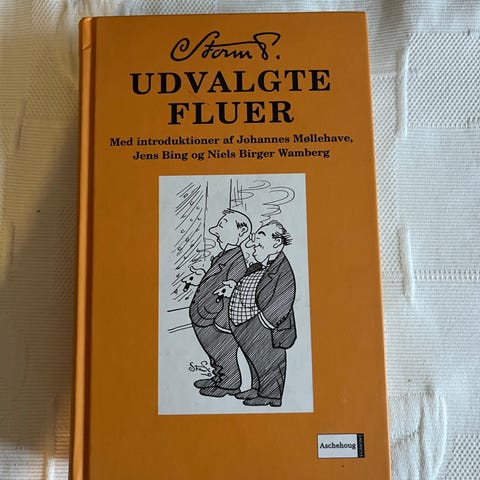 Storm P.
UDVALGTE
FLUER
Med introduktioner af Johannes Møllehave,
Jens Bing og Niels Birger Wamberg
Aschehoug